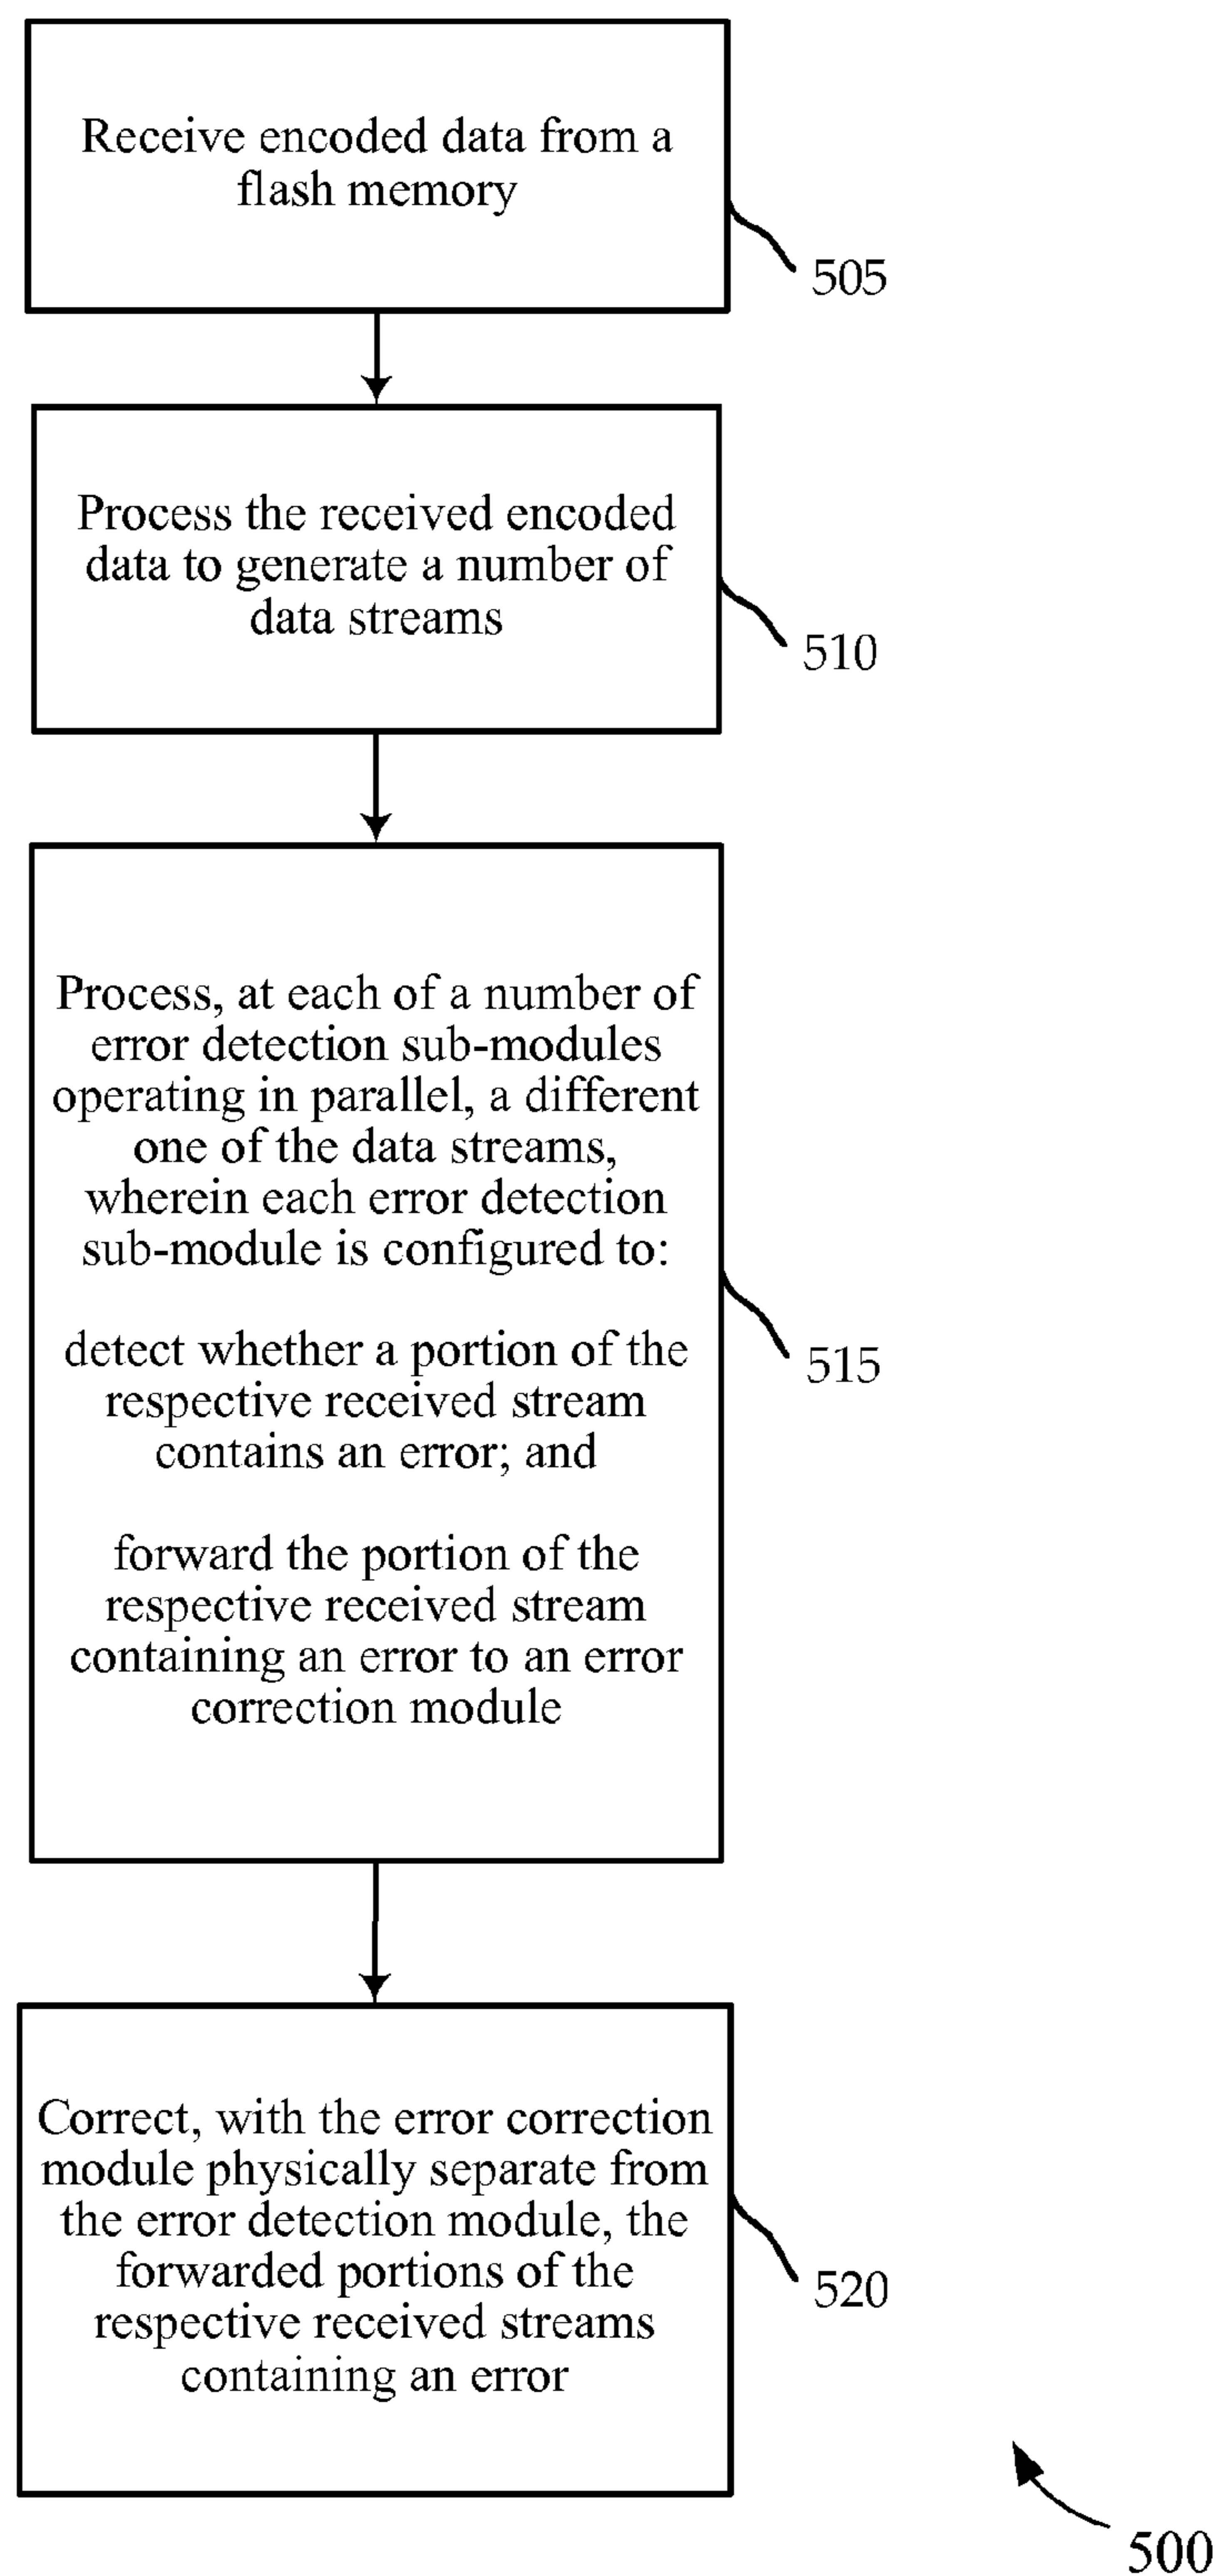 Receive encoded data from a
flash memory
505
Process the received encoded
data to generate a number of
data streams
510
Process, at each of a number of
error detection sub-modules
operating in parallel, a different
one of the data streams,
wherein each error detection
sub-module is configured to:
detect whether a portion of the
respective received stream
contains an error; and
forward the portion of the
respective received stream
containing an error to an error
correction module
515
Correct, with the error correction
module physically separate from
the error detection module, the
forwarded portions of the
respective received streams
containing an error
520
500